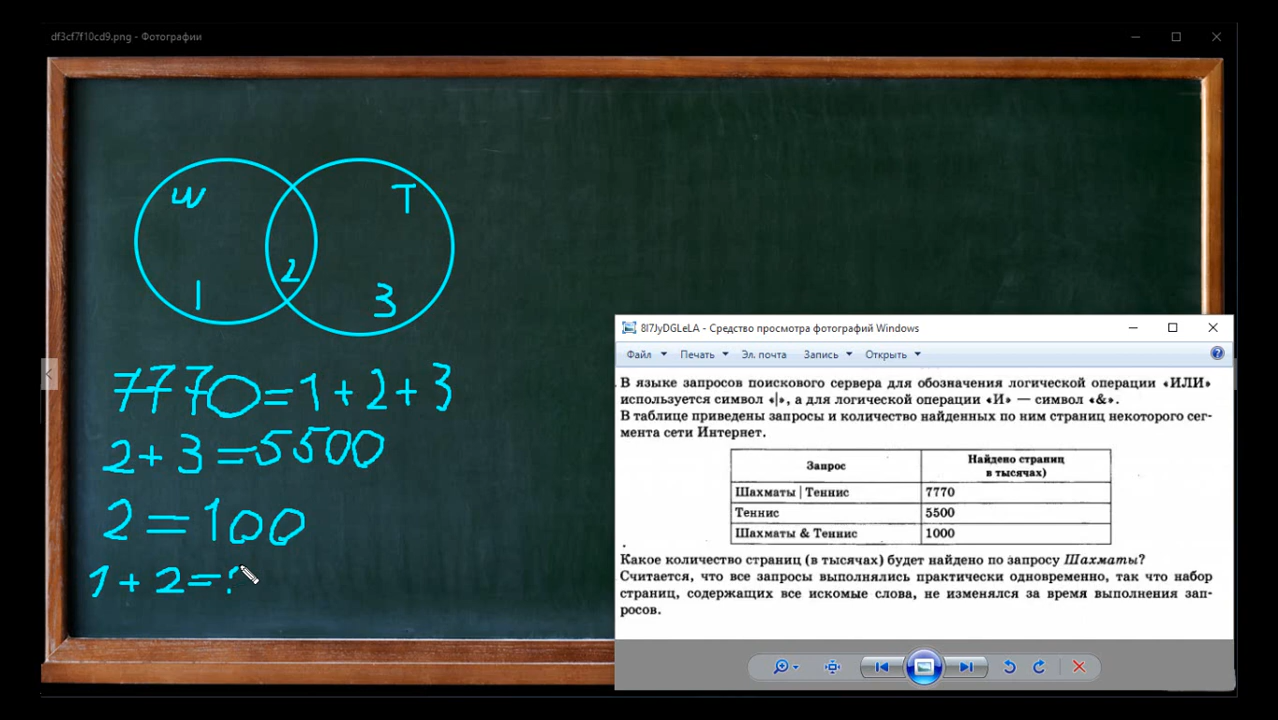 df3cf7f10cd9.png - Фотографии
W
T
1
2
3
7770=1+2+3
2+3=5500
2=100
1+2=?
8I7JyDGLeLA - Средство просмотра фотографий Windows
Файл Печать Эл. почта Запись Открыть
В языке запросов поискового сервера для обозначения логической операции «ИЛИ»
используется символ «|», а для логической операции «И» — символ «&».
В таблице приведены запросы и количество найденных по ним страниц некоторого сег-
мента сети Интернет.
Запрос Найдено страниц
в тысячах)
Шахматы | Теннис 7770
Теннис 5500
Шахматы & Теннис 1000
Какое количество страниц (в тысячах) будет найдено по запросу Шахматы?
Считается, что все запросы выполнялись практически одновременно, так что набор
страниц, содержащих все искомые слова, не изменялся за время выполнения зап-
росов.